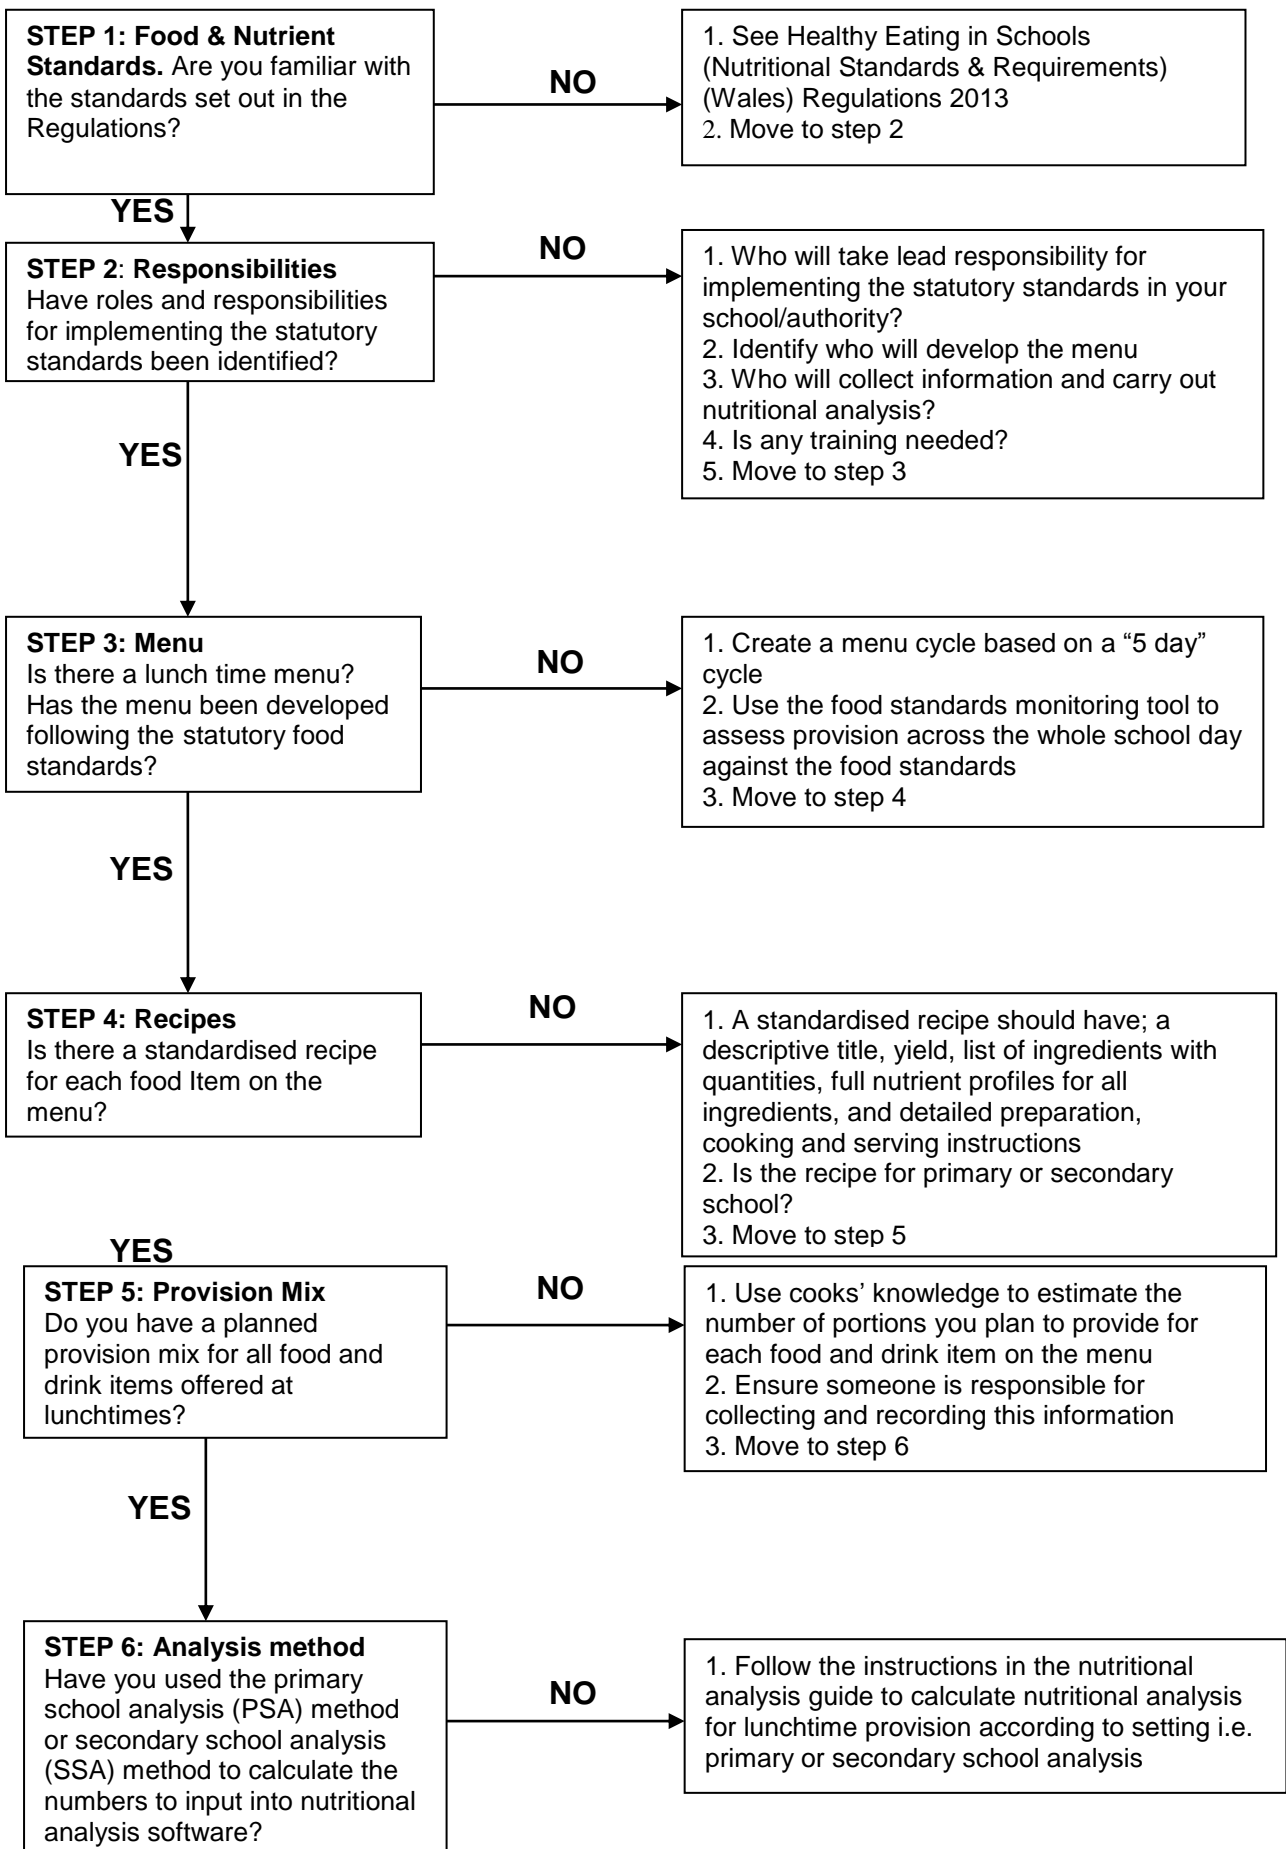 STEP 1: Food & Nutrient
Standards. Are you familiar with
the standards set out in the
Regulations?
NO
1. See Healthy Eating in Schools
(Nutritional Standards & Requirements)
(Wales) Regulations 2013
2. Move to step 2
YES
STEP 2: Responsibilities
Have roles and responsibilities
for implementing the statutory
standards been identified?
NO
1. Who will take lead responsibility for
implementing the statutory standards in your
school/authority?
2. Identify who will develop the menu
3. Who will collect information and carry out
nutritional analysis?
4. Is any training needed?
5. Move to step 3
YES
STEP 3: Menu
Is there a lunch time menu?
Has the menu been developed
following the statutory food
standards?
NO
1. Create a menu cycle based on a “5 day”
cycle
2. Use the food standards monitoring tool to
assess provision across the whole school day
against the food standards
3. Move to step 4
YES
STEP 4: Recipes
Is there a standardised recipe
for each food Item on the
menu?
NO
1. A standardised recipe should have; a
descriptive title, yield, list of ingredients with
quantities, full nutrient profiles for all
ingredients, and detailed preparation,
cooking and serving instructions
2. Is the recipe for primary or secondary
school?
3. Move to step 5
YES
STEP 5: Provision Mix
Do you have a planned
provision mix for all food and
drink items offered at
lunchtimes?
NO
1. Use cooks’ knowledge to estimate the
number of portions you plan to provide for
each food and drink item on the menu
2. Ensure someone is responsible for
collecting and recording this information
3. Move to step 6
YES
STEP 6: Analysis method
Have you used the primary
school analysis (PSA) method
or secondary school analysis
(SSA) method to calculate the
numbers to input into nutritional
analysis software?
NO
1. Follow the instructions in the nutritional
analysis guide to calculate nutritional analysis
for lunchtime provision according to setting i.e.
primary or secondary school analysis